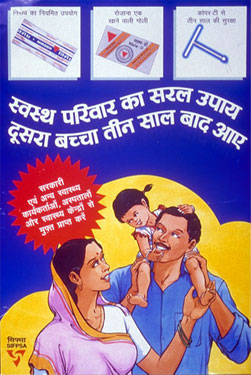 निरोध का नियमित उपयोग
रोजाना एक
खाने वाली गोली
कापर-टी से
तीन साल की सुरक्षा
स्वस्थ परिवार का सरल उपाय
दूसरा बच्चा तीन साल बाद आए
सरकारी
एवं अन्य स्वास्थ्य
कार्यकर्ताओं, अस्पतालों
और स्वास्थ्य केन्द्रों से
मुफ्त प्राप्त करें
सिफ्सा
SIFPSA